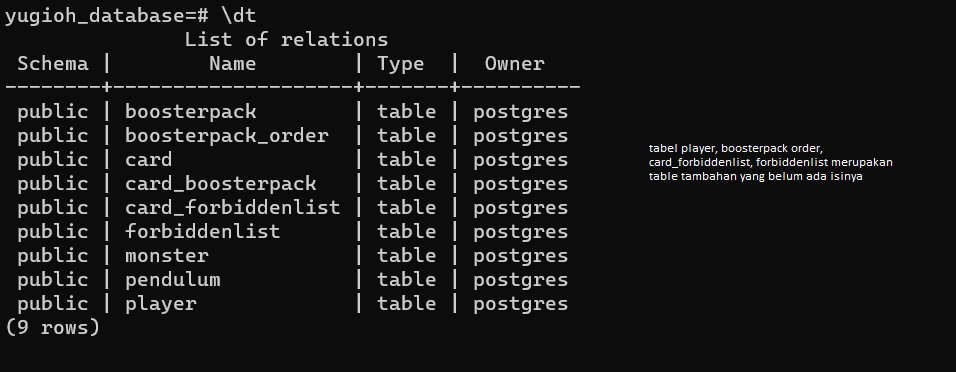 yugioh_database=# \dt
List of relations
Schema | Name | Type | Owner
--------+--------------------+-------+----------
public | boosterpack | table | postgres
public | boosterpack_order | table | postgres
public | card | table | postgres
public | card_boosterpack | table | postgres
public | card_forbiddenlist | table | postgres
public | forbiddenlist | table | postgres
public | monster | table | postgres
public | pendulum | table | postgres
public | player | table | postgres
(9 rows)
tabel player, boosterpack order,
card_forbiddenlist, forbiddenlist merupakan
table tambahan yang belum ada isinya